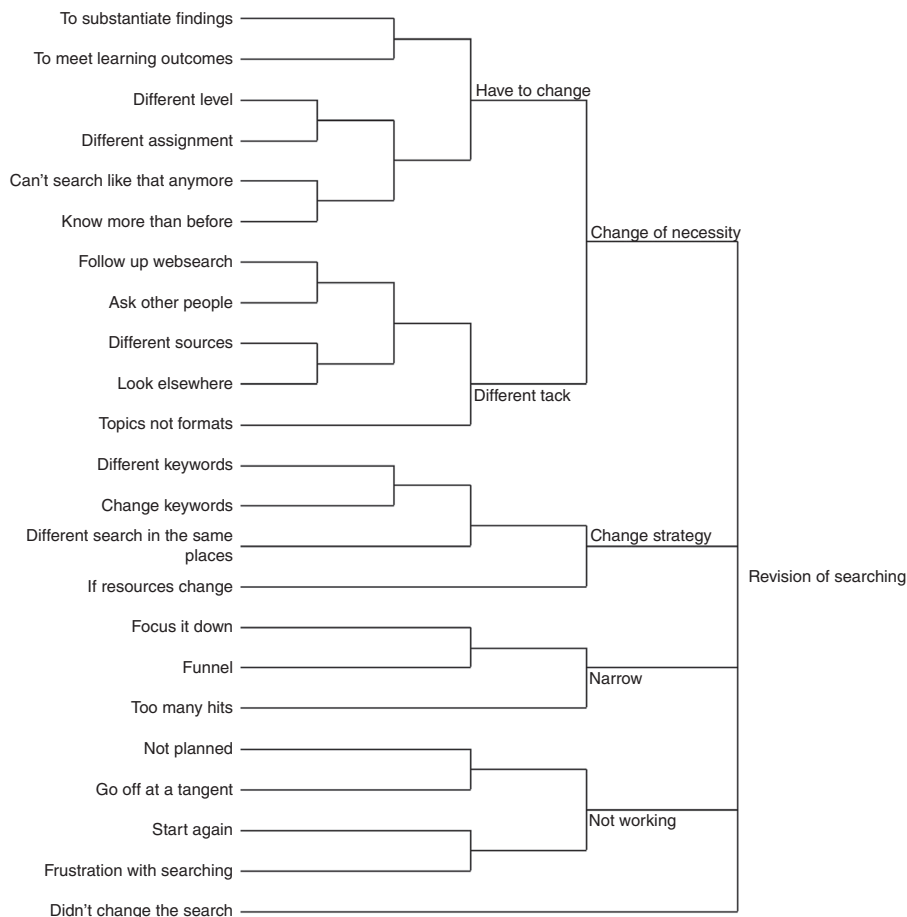 To substantiate findings
To meet learning outcomes
Have to change
Different level
Different assignment
Can't search like that anymore
Know more than before
Change of necessity
Follow up websearch
Ask other people
Different sources
Look elsewhere
Different tack
Topics not formats
Different keywords
Change keywords
Different search in the same
places
Change strategy
If resources change
Revision of searching
Focus it down
Funnel
Narrow
Too many hits
Not planned
Go off at a tangent
Not working
Start again
Frustration with searching
Didn't change the search